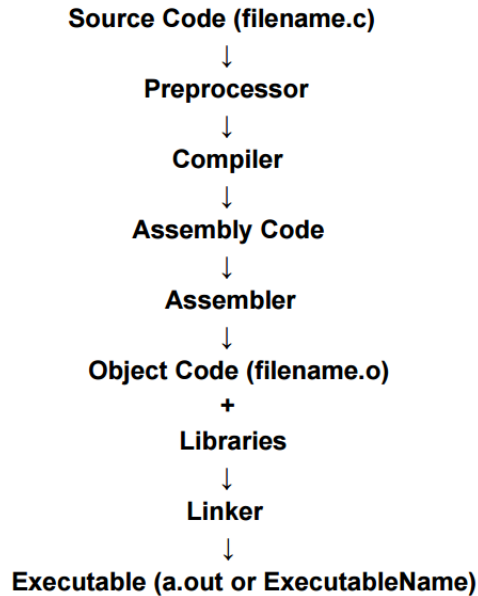 Source Code (filename.c)
↓
Preprocessor
↓
Compiler
↓
Assembly Code
↓
Assembler
↓
Object Code (filename.o)
+
Libraries
↓
Linker
↓
Executable (a.out or ExecutableName)